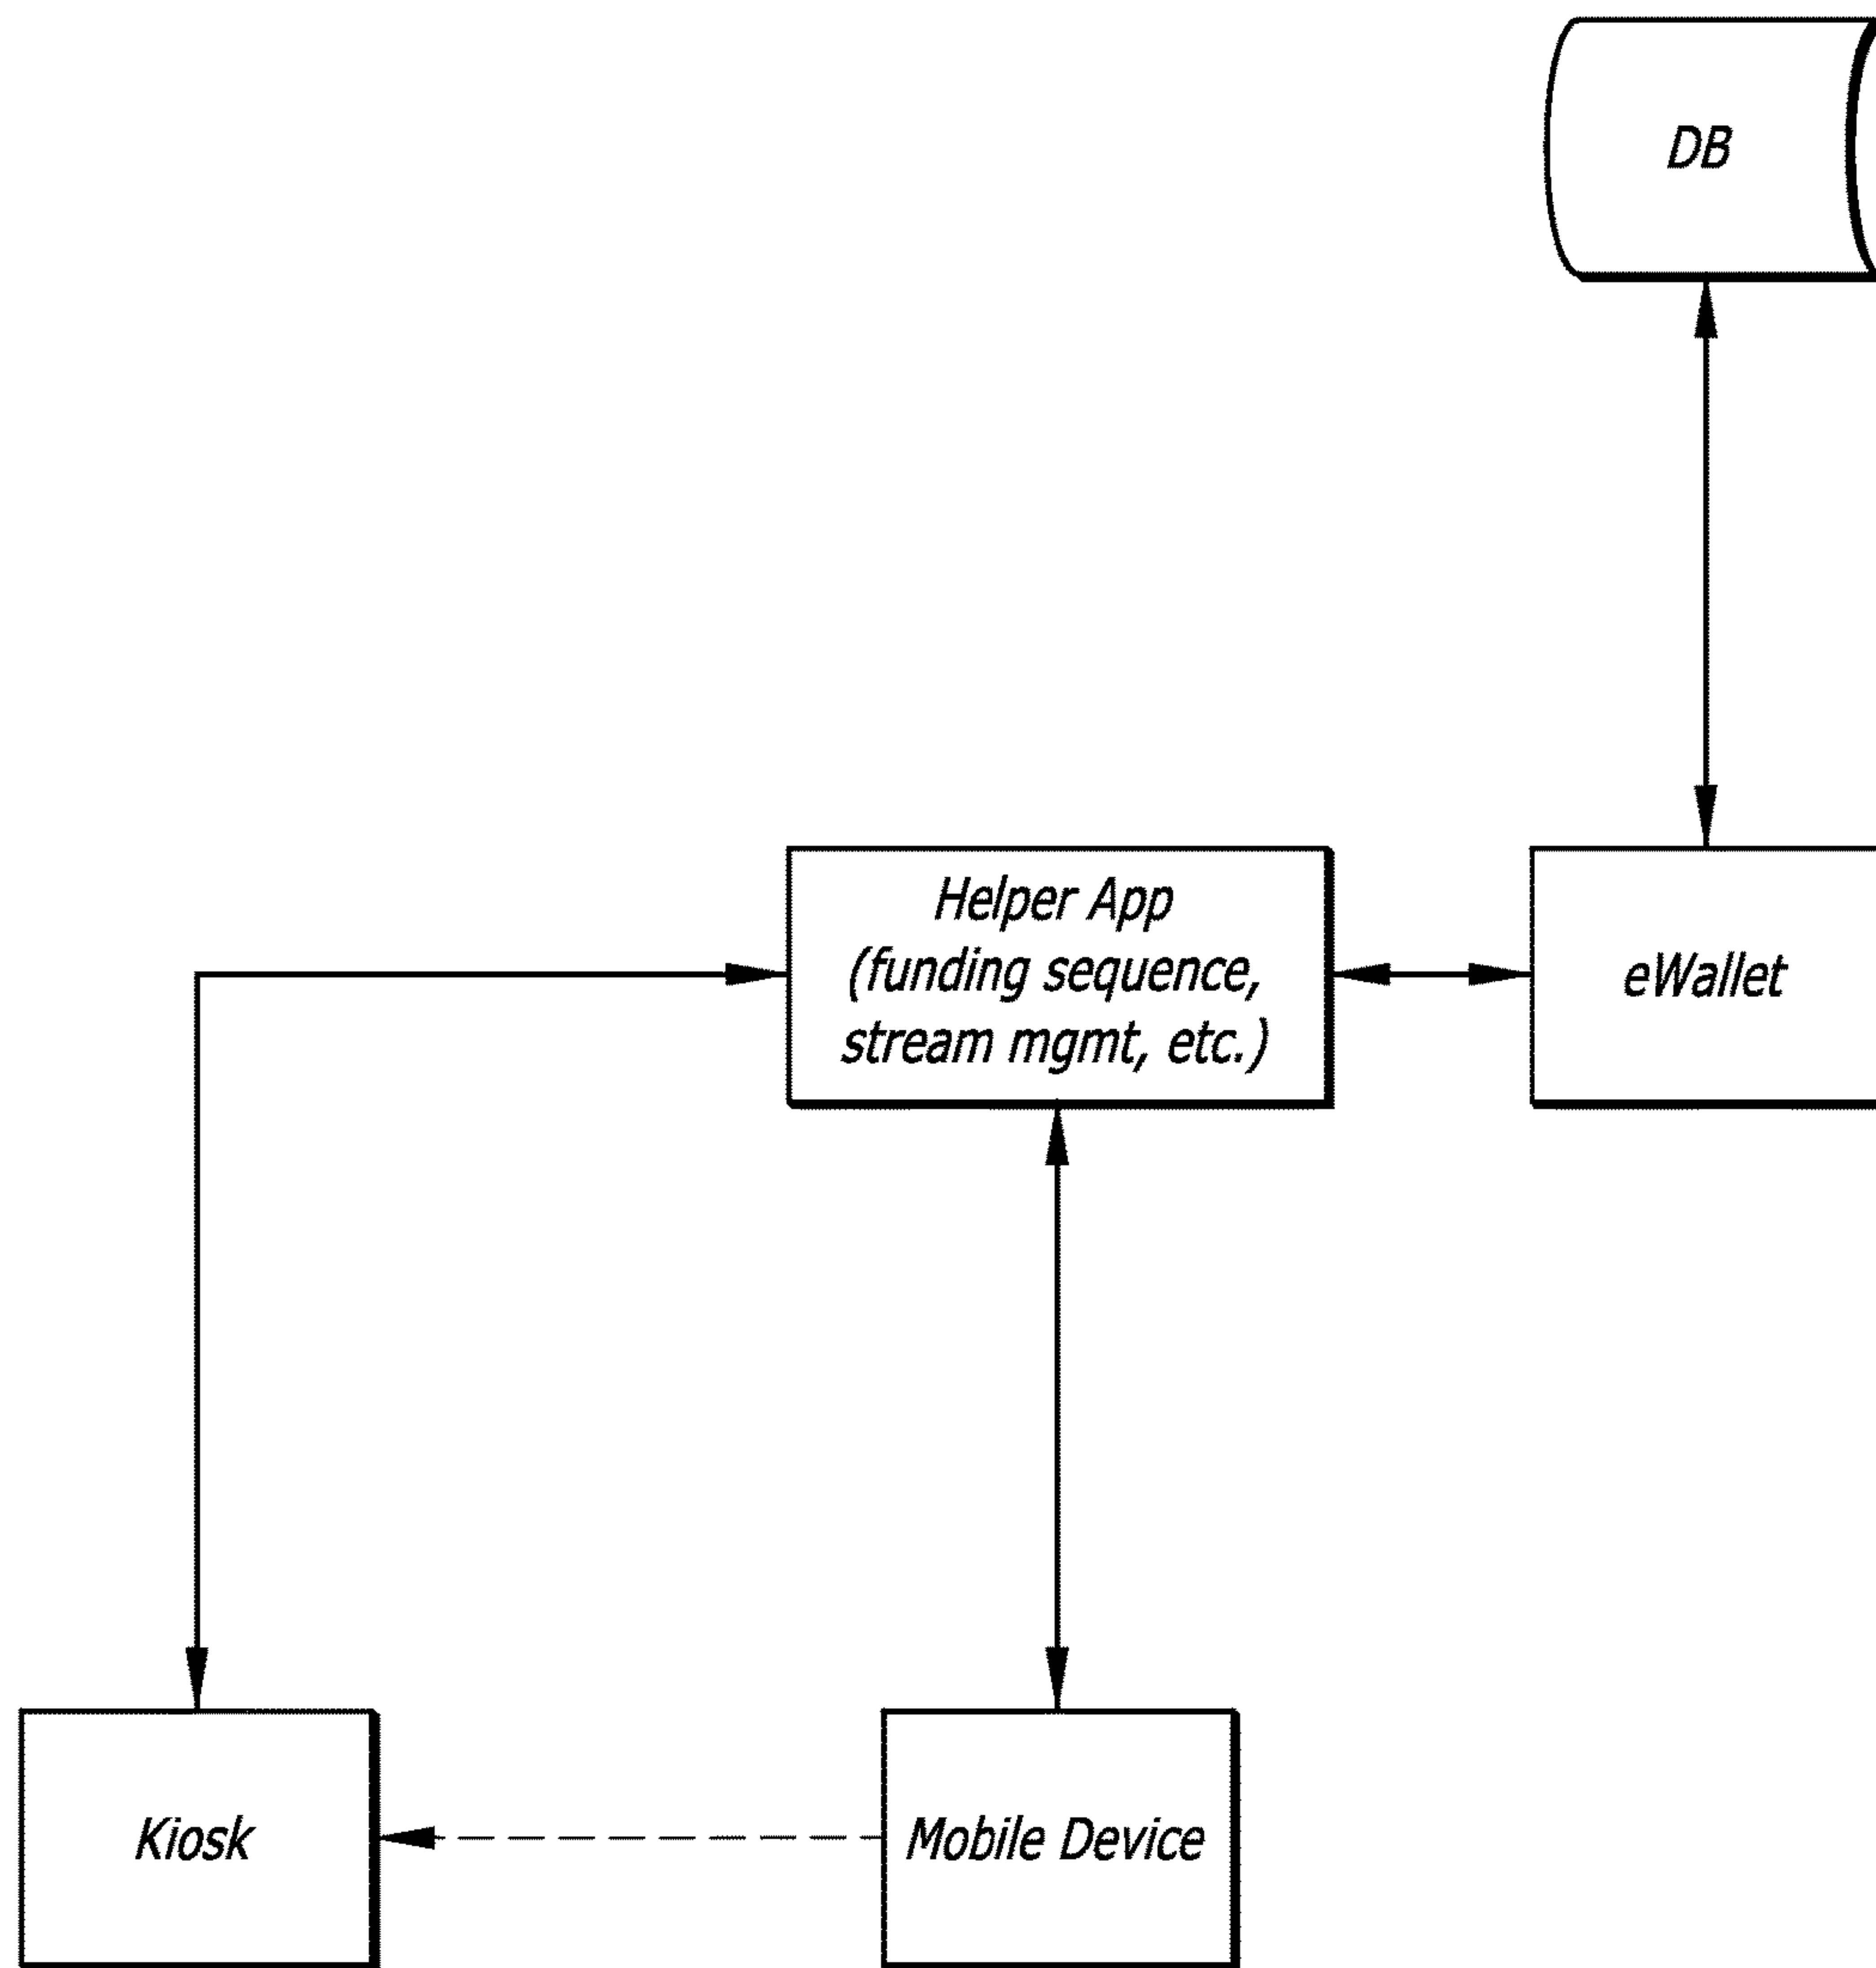 DB
Helper App
(funding sequence,
stream mgmt, etc.)
eWallet
Kiosk
Mobile Device